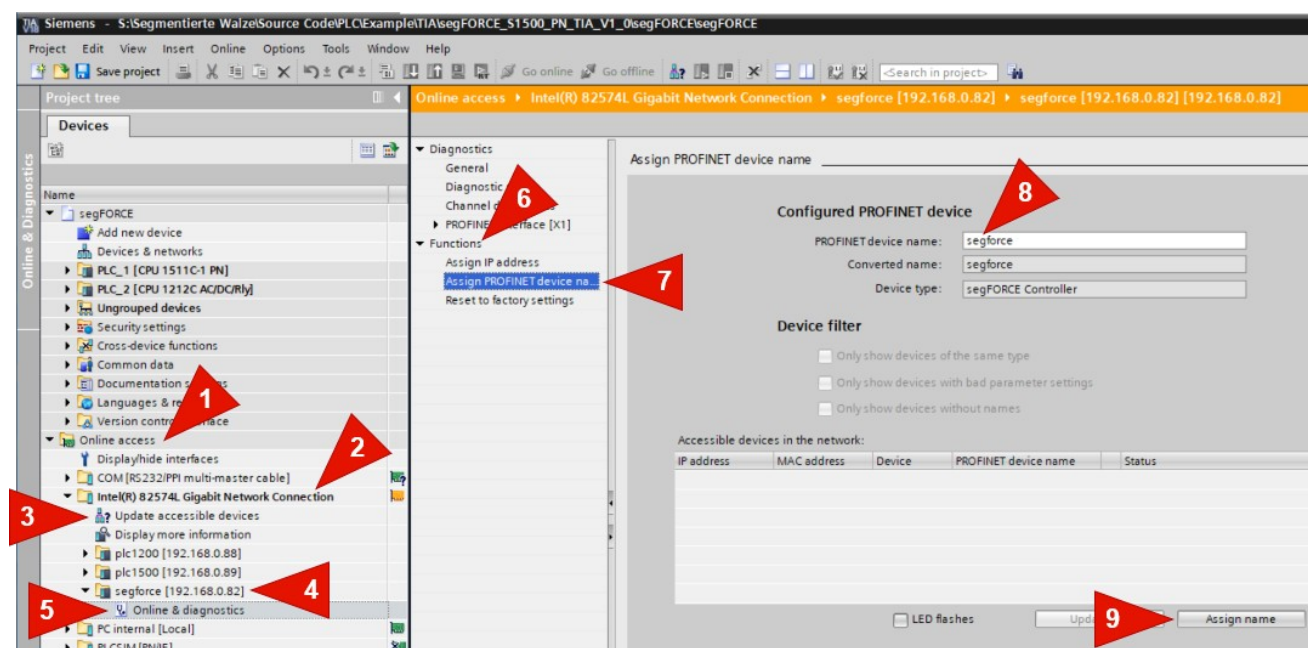 Siemens - S:\Segmentierte Walze\Source Code\PLC\Example\TIA\segFORCE_S1500_PN_TIA_V1_0\segFORCE\segFORCE
Project Edit View Insert Online Options Tools Window Help
Save project Go online Go offline <Search in project>
Project tree
Online access Intel(R) 82574L Gigabit Network Connection segforce [192.168.0.82] segforce [192.168.0.82] [192.168.0.82]
Devices
Online & Diagnostics
Name
segFORCE
Add new device
Devices & networks
PLC_1 [CPU 1511C-1 PN]
PLC_2 [CPU 1212C AC/DC/Rly]
Ungrouped devices
Security settings
Cross-device functions
Common data
Documentation
Languages &
Version
1
Online access
Display/hide interfaces
2
COM [RS232/PPI multi-master cable]
Intel(R) 82574L Gigabit Network Connection
3
Update accessible devices
Display more information
plc1200 [192.168.0.88]
plc1500 [192.168.0.89]
segforce [192.168.0.82]
4
5
Online & diagnostics
PC internal [Local]
PLCSIM [PN/IE]
Diagnostics
General
Diagnostic
Channel
6
PROFINET interface [X1]
Functions
Assign IP address
Assign PROFINET device na...
7
Reset to factory settings
Assign PROFINET device name
8
Configured PROFINET device
PROFINET device name: segforce
Converted name: segforce
Device type: segFORCE Controller
Device filter
Only show devices of the same type
Only show devices with bad parameter settings
Only show devices without names
Accessible devices in the network:
IP address MAC address Device PROFINET device name Status
LED flashes
9
Assign name